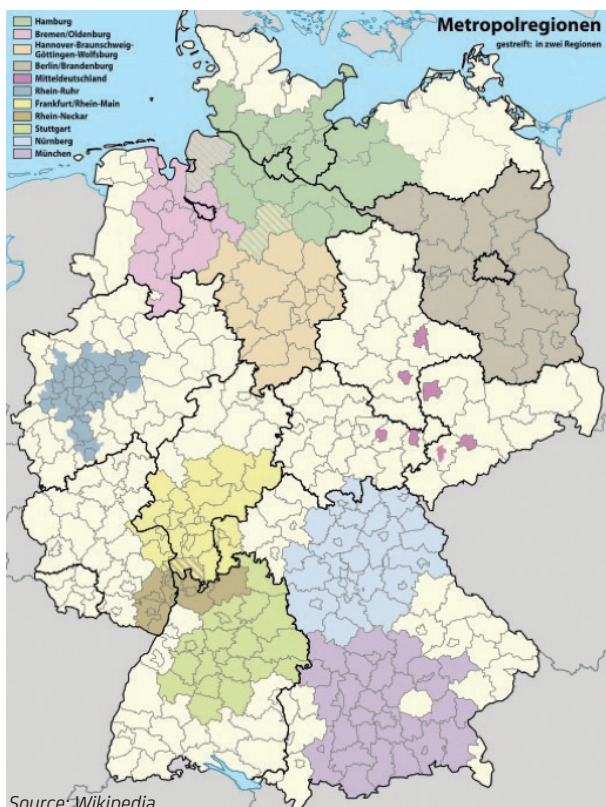 Metropolregionen
gestreift: in zwei Regionen
Hamburg
Bremen/Oldenburg
Hannover-Braunschweig-
Göttingen-Wolfsburg
Berlin/Brandenburg
Mitteldeutschland
Rhein-Ruhr
Frankfurt/Rhein-Main
Rhein-Neckar
Stuttgart
Nürnberg
München
Source: Wikipedia